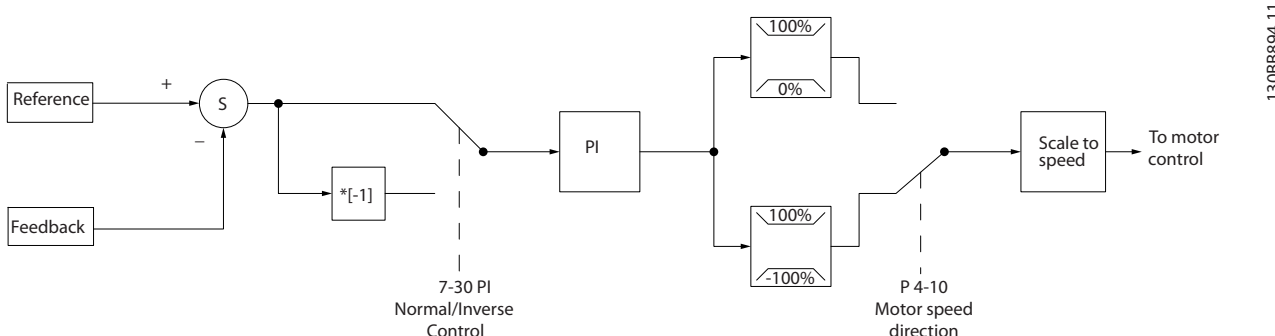 130BB894.11
100%
0%
Reference
+
S
–
*[-1]
PI
Scale to
speed
To motor
control
Feedback
100%
-100%
7-30 PI
Normal/Inverse
Control
P 4-10
Motor speed
direction